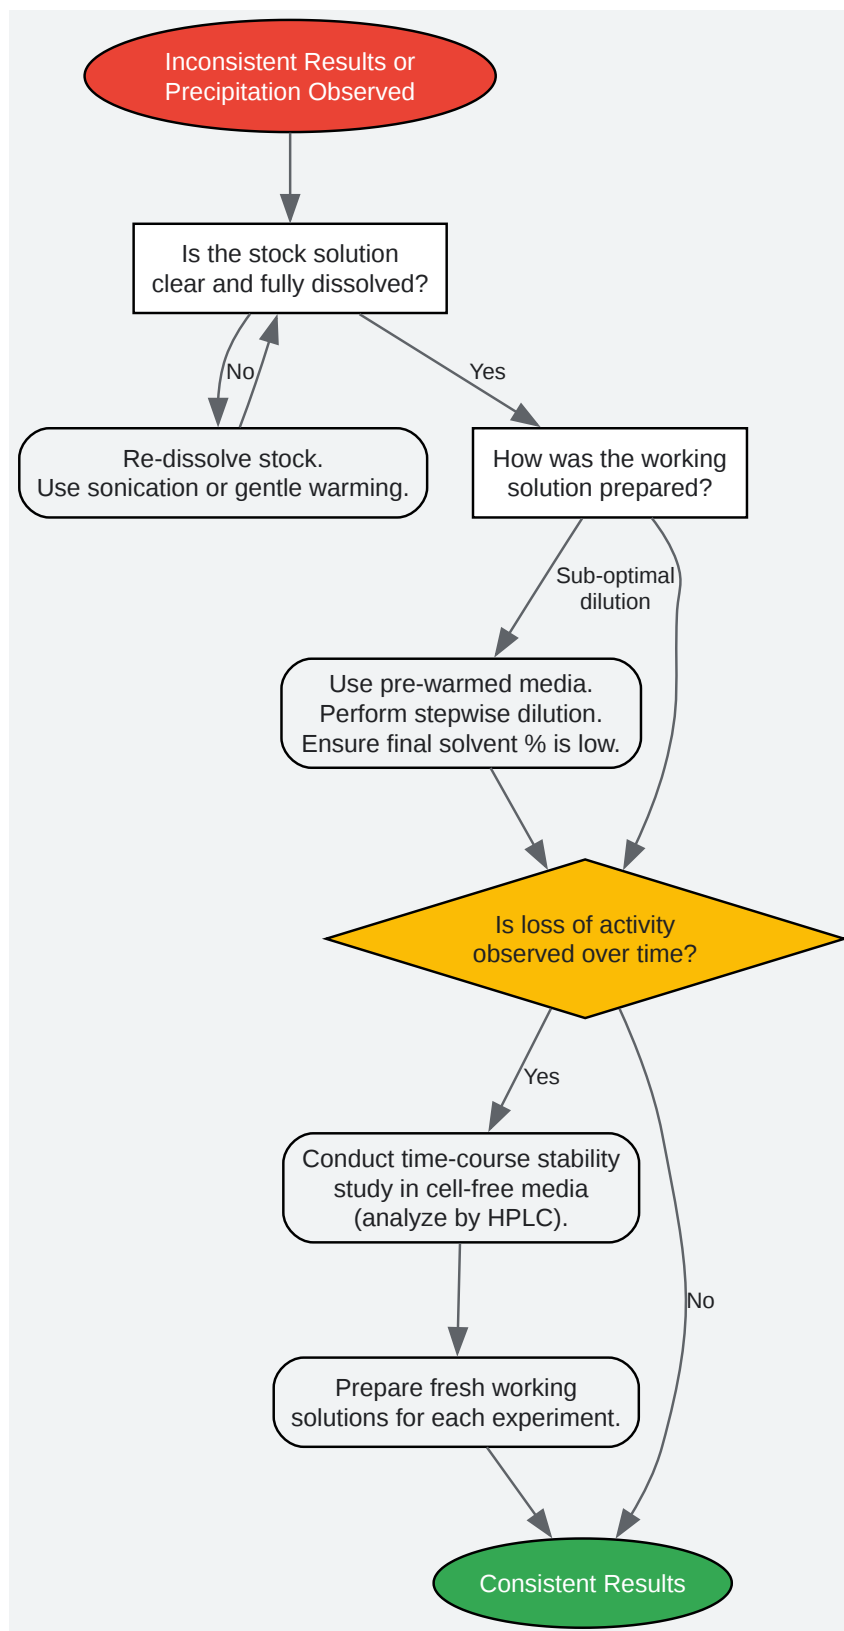 Inconsistent Results or
Precipitation Observed
Is the stock solution
clear and fully dissolved?
No
Yes
Re-dissolve stock.
Use sonication or gentle warming.
How was the working
solution prepared?
Sub-optimal
dilution
Use pre-warmed media.
Perform stepwise dilution.
Ensure final solvent % is low.
Is loss of activity
observed over time?
Yes
Conduct time-course stability
study in cell-free media
(analyze by HPLC).
No
Prepare fresh working
solutions for each experiment.
Consistent Results